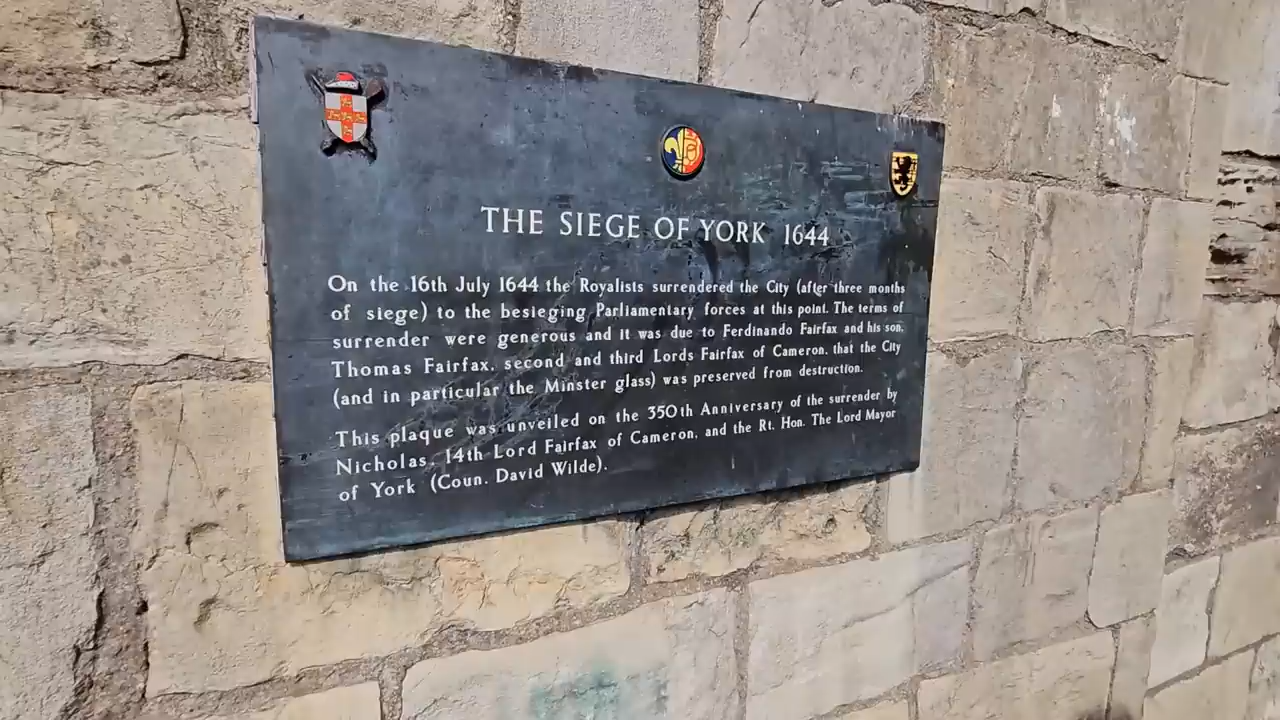 THE SIEGE OF YORK 1644
On the 16th July 1644 the Royalists surrendered the City (after three months
of siege) to the besieging Parliamentary forces at this point. The terms of
surrender were generous and it was due to Ferdinando Fairfax and his son,
Thomas Fairfax, second and third Lords Fairfax of Cameron, that the City
(and in particular the Minster glass) was preserved from destruction.
This plaque was unveiled on the 350th Anniversary of the surrender by
Nicholas, 14th Lord Fairfax of Cameron, and the Rt. Hon. The Lord Mayor
of York (Coun. David Wilde).